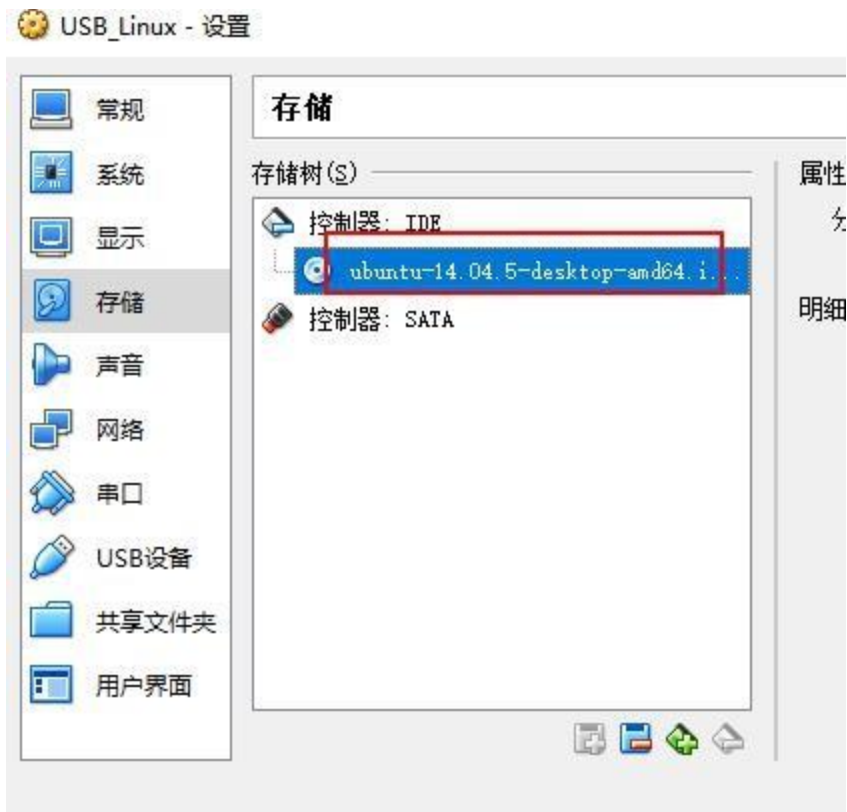 USB_Linux - 设置
常规
系统
显示
存储
声音
网络
串口
USB设备
共享文件夹
用户界面
存储
存储树(S)
控制器: IDE
ubuntu-14.04.5-desktop-amd64.i...
控制器: SATA
属性
明细